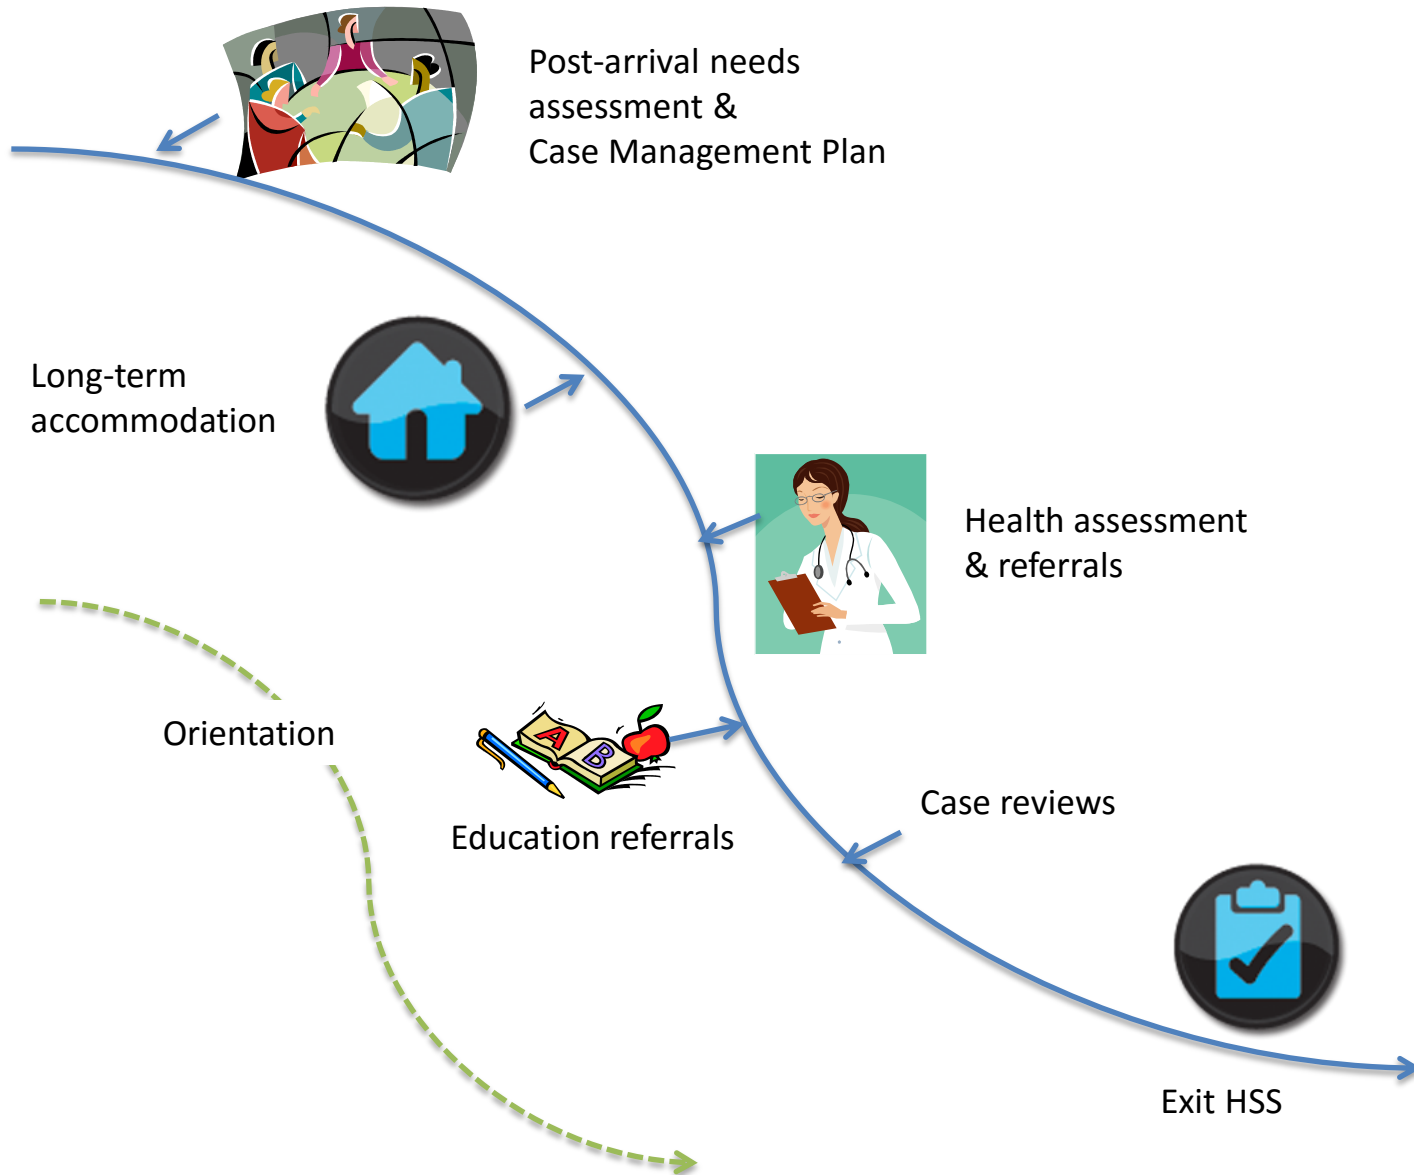 Post-arrival needs
assessment &
Case Management Plan
Long-term
accommodation
Health assessment
& referrals
Orientation
A B
Education referrals
Case reviews
Exit HSS